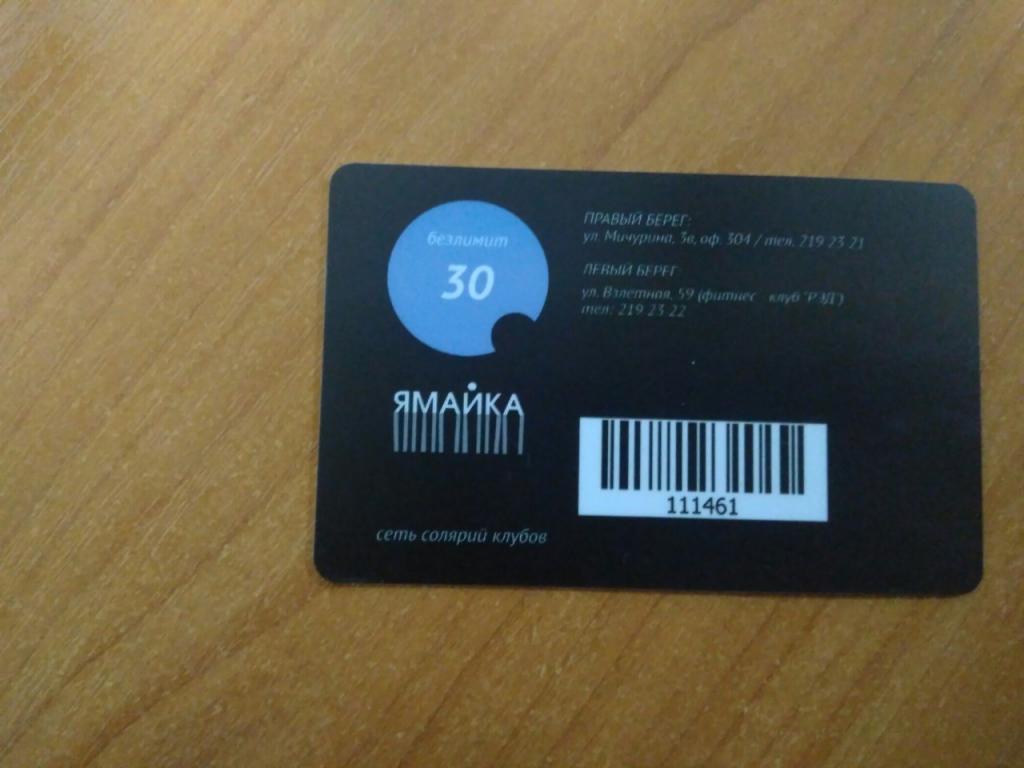 безлимит
30
ЯМАЙКА
сеть солярий клубов
ПРАВЫЙ БЕРЕГ:
ул. Мичурина, 3в, оф. 304 / тел. 219 23 21
ЛЕВЫЙ БЕРЕГ:
ул. Взлетная, 59 (фитнес клуб "РЭД")
тел: 219 23 22
111461